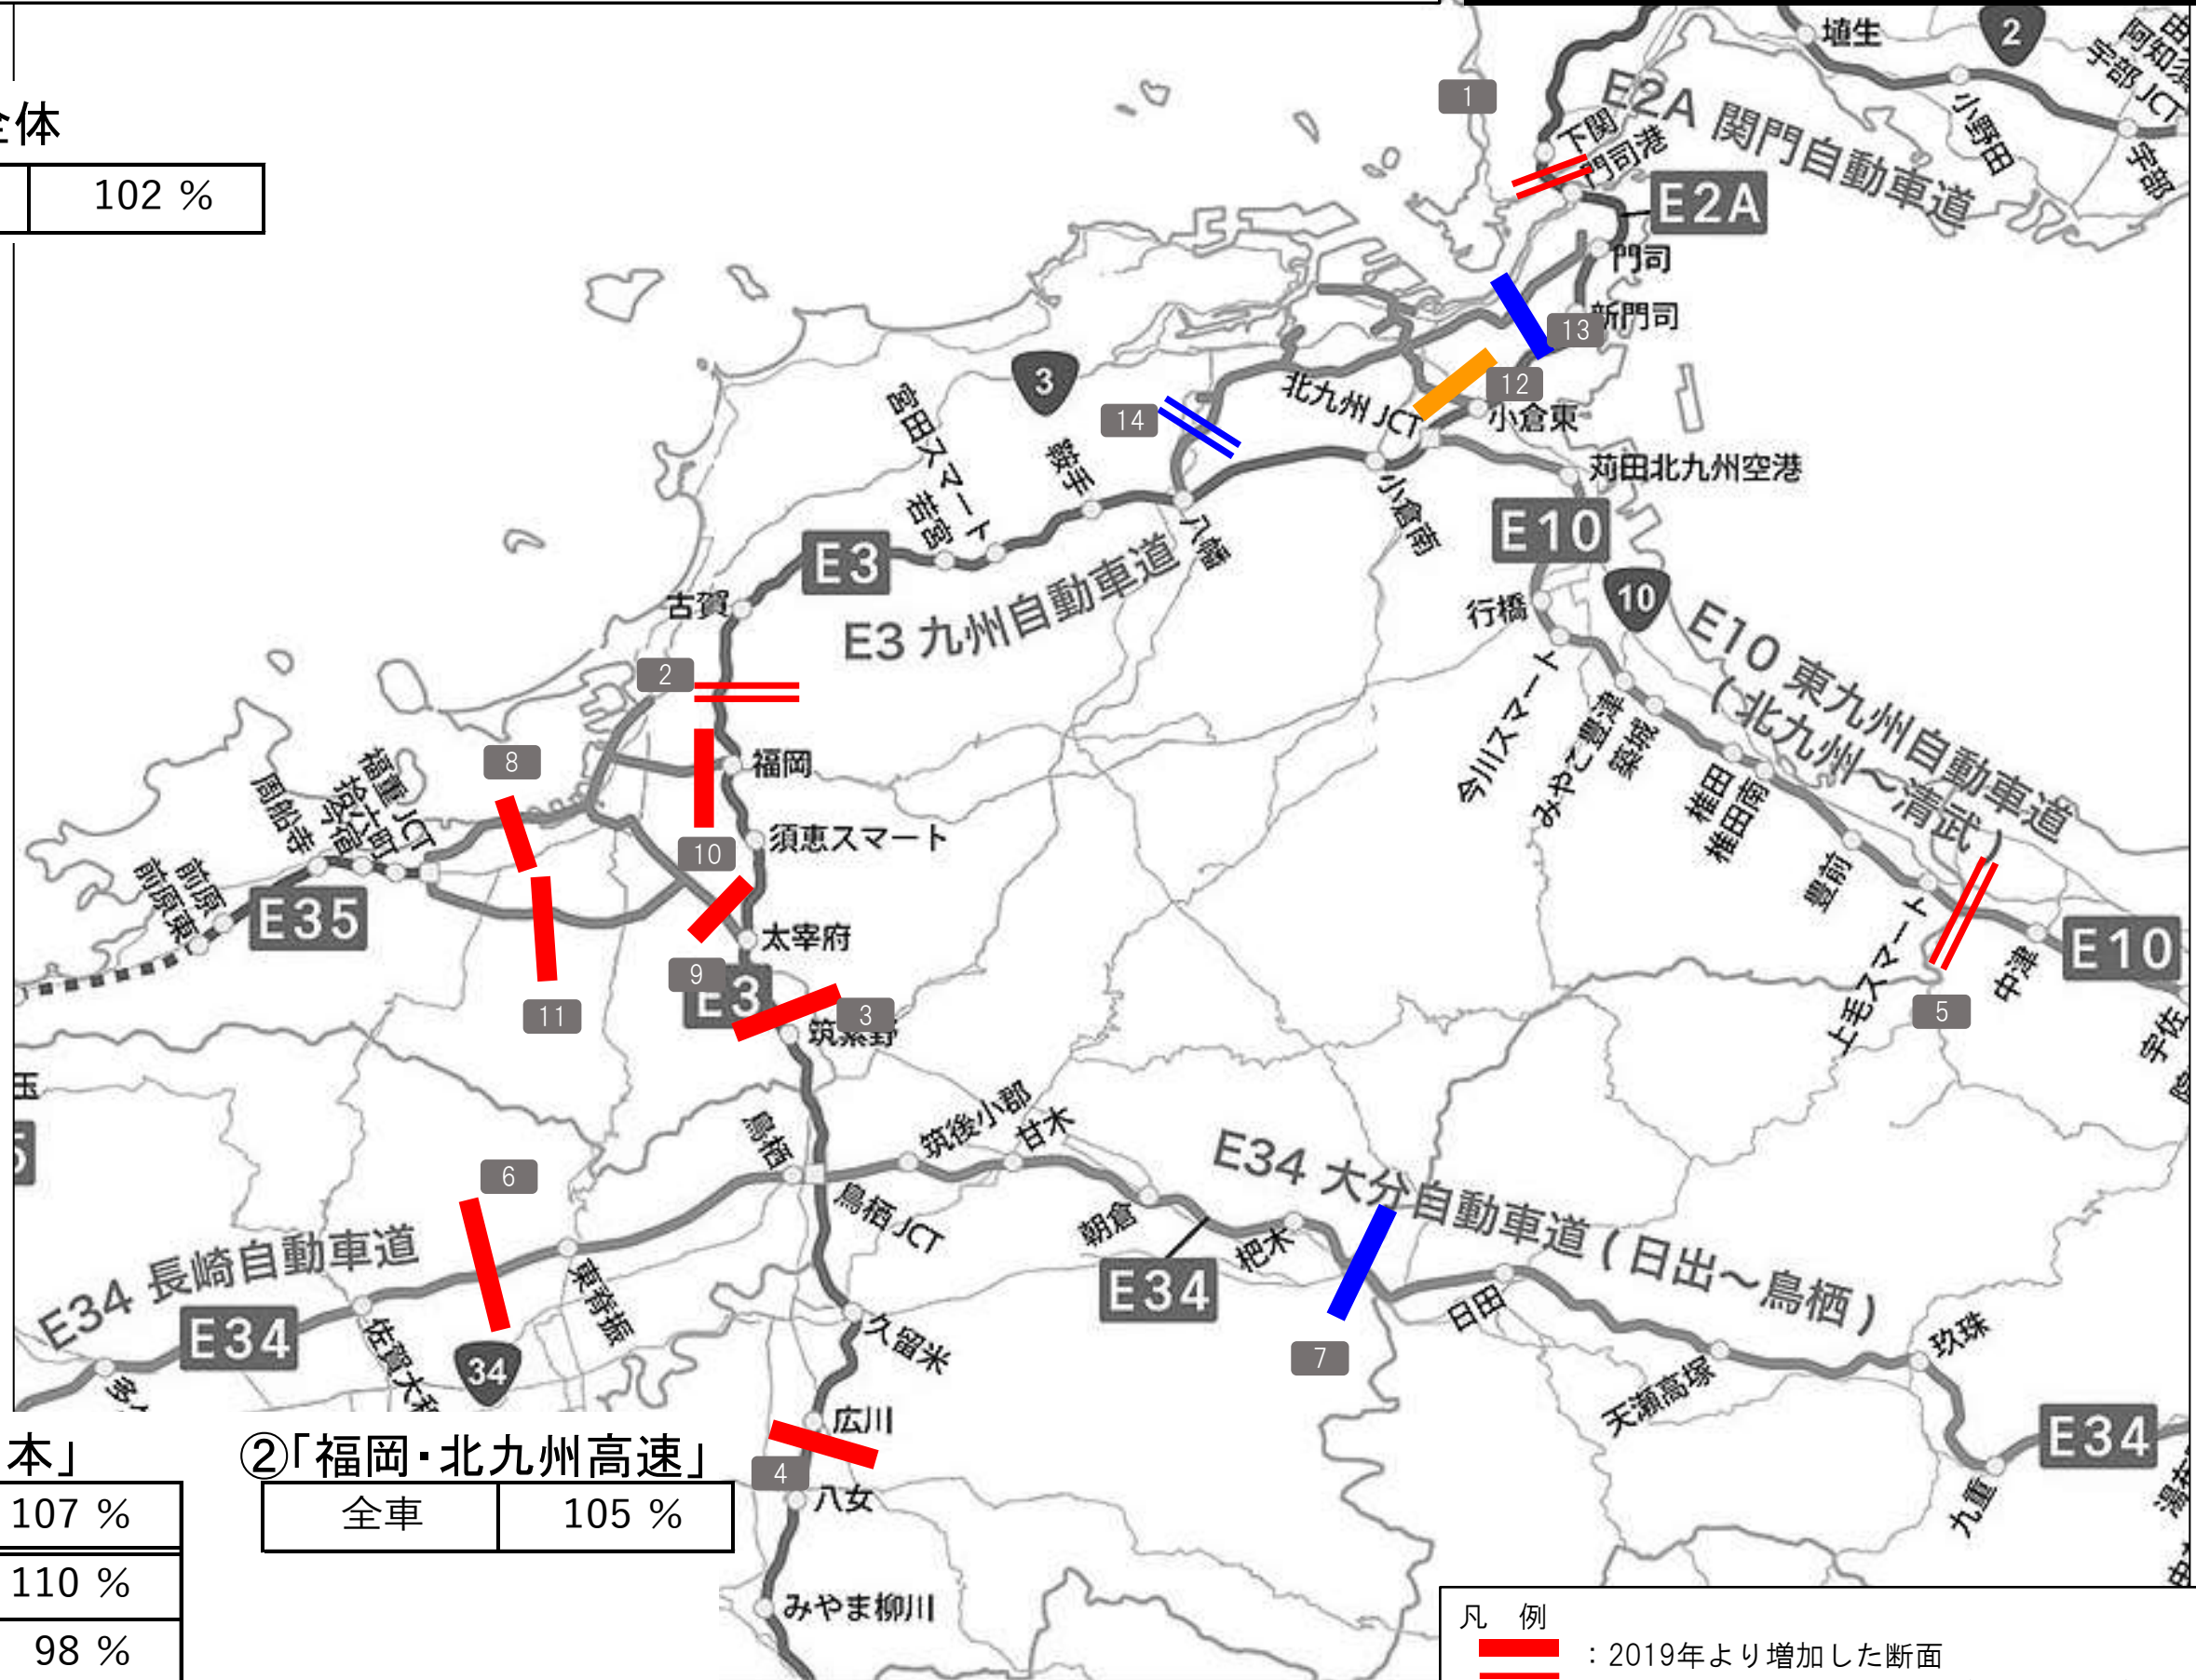 全体
102 %
1
2
埴生
小野田
宇部 JCT
宇部
阿知須
E2A 関門自動車道
下関
門司港
E2A
門司
新門司
13
12
北九州 JCT
小倉東
苅田北九州空港
3
14
宮田スマート
若宮
鞍手
八幡
小倉南
E3
E3 九州自動車道
古賀
E10
10
行橋
今川スマート
みやこ豊津
築城
椎田
椎田南
豊前
上毛スマート
中津
宇佐
E10 東九州自動車道
(北九州～清武)
E10
5
2
8
福岡
須恵スマート
10
福重 JCT
拾六町
今宿
周船寺
前原
前原東
E35
太宰府
9
E3
3
筑紫野
11
玉
5
鳥栖
筑後小郡
甘木
鳥栖 JCT
朝倉
杷木
E34 大分自動車道 (日出～鳥栖)
E34
7
日田
天瀬高塚
玖珠
九重
E34
6
E34 長崎自動車道
E34
東脊振
佐賀大和
34
久留米
広川
4
八女
みやま柳川
本」
107 %
110 %
98 %
②「福岡・北九州高速」
全車 105 %
凡 例
：2019年より増加した断面